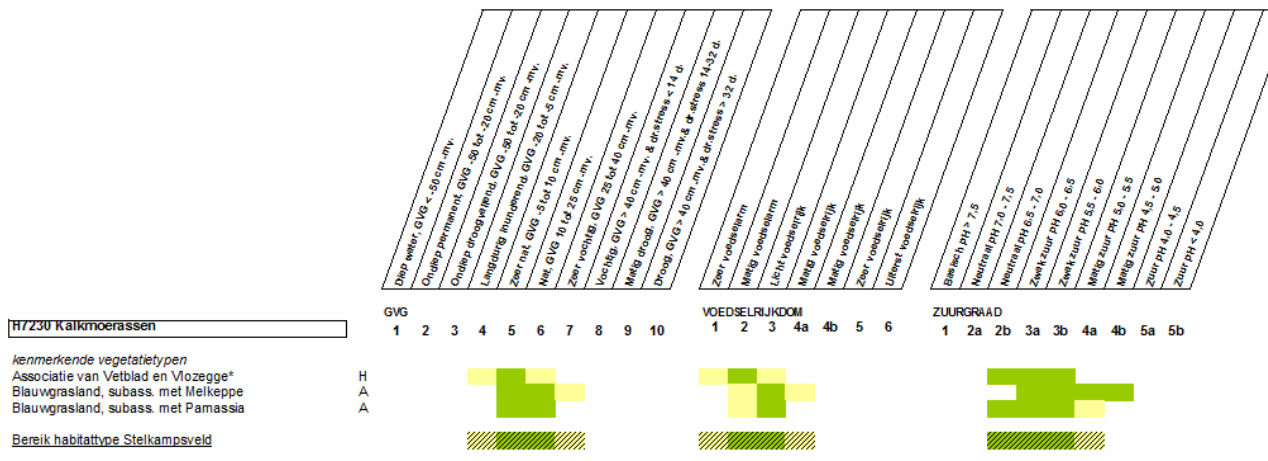 Diep water, GVG < -50 cm -mv.
Ondiep permanent, GVG -50 tot -20 cm -mv.
Ondiep droogvallend, GVG -50 tot -20 cm -mv.
Langdurig inunderend, GVG -20 tot -5 cm -mv.
Zeer nat, GVG -5 tot 10 cm -mv.
Nat, GVG 10 tot 25 cm -mv.
Zeer vochtig, GVG 25 tot 40 cm -mv.
Vochtig, GVG > 40 cm -mv. & dr.stress < 14 d.
Matig droog, GVG > 40 cm -mv. & dr.stress 14-32 d.
Droog, GVG > 40 cm -mv. & dr.stress > 32 d.
Zeer voedselarm
Matig voedselarm
Licht voedselrijk
Matig voedselrijk
Matig voedselrijk
Zeer voedselrijk
Uiterst voedselrijk
Basisch pH > 7,5
Neutraal pH 7,0 - 7,5
Neutraal pH 6,5 - 7,0
Zwak zuur pH 6,0 - 6,5
Zwak zuur pH 5,5 - 6,0
Matig zuur pH 5,0 - 5,5
Matig zuur pH 4,5 - 5,0
Zuur pH 4,0 - 4,5
Zuur pH < 4,0
GVG VOEDSELRIJKDOM ZUURGRAAD
H7230 Kalkmoerassen 1 2 3 4 5 6 7 8 9 10 1 2 3 4a 4b 5 6 1 2a 2b 3a 3b 4a 4b 5a 5b
kenmerkende vegetatietypen
Associatie van Vetblad en Vlozegge* H
Blauwgrasland, subass. met Melkeppe A
Blauwgrasland, subass. met Parnassia A
Bereik habitattype Stelkampsveld